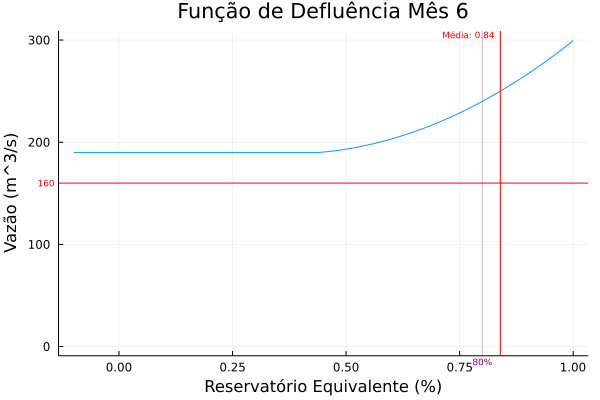 Função de Defluência Mês 6
Média: 0.84
300
200
160
100
0
Vazão (m^3/s)
0.00
0.25
0.50
0.75
80%
1.00
Reservatório Equivalente (%)